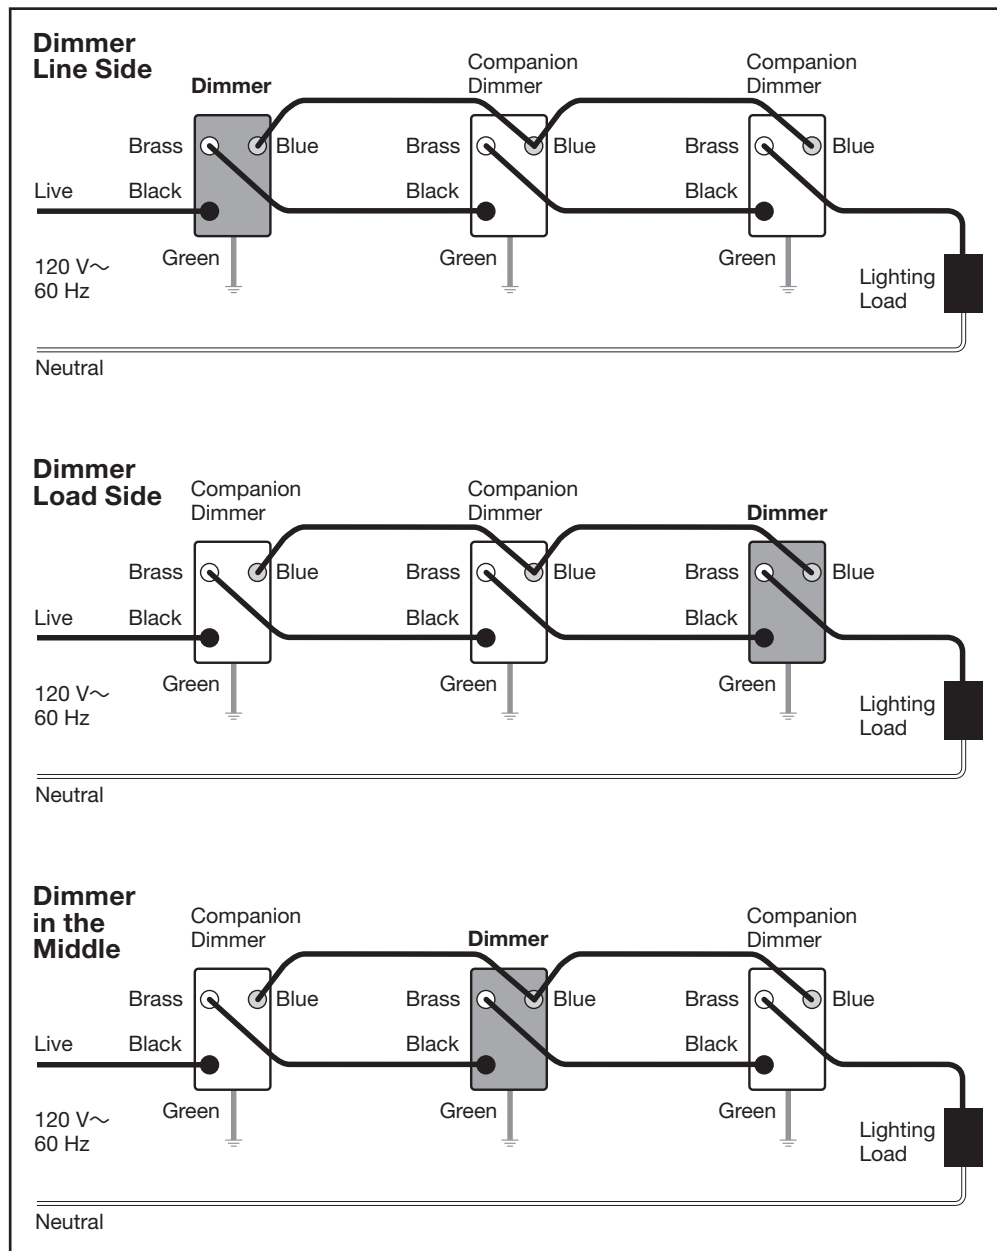 Dimmer
Line Side
Dimmer
Companion
Dimmer
Companion
Dimmer
Brass
Blue
Brass
Blue
Brass
Blue
Live
Black
Black
Black
Green
Green
Green
120 V~
60 Hz
Lighting
Load
Neutral
Dimmer
Load Side
Companion
Dimmer
Companion
Dimmer
Dimmer
Brass
Blue
Brass
Blue
Brass
Blue
Live
Black
Black
Black
Green
Green
Green
120 V~
60 Hz
Lighting
Load
Neutral
Dimmer
in the
Middle
Companion
Dimmer
Dimmer
Companion
Dimmer
Brass
Blue
Brass
Blue
Brass
Blue
Live
Black
Black
Black
Green
Green
Green
120 V~
60 Hz
Lighting
Load
Neutral